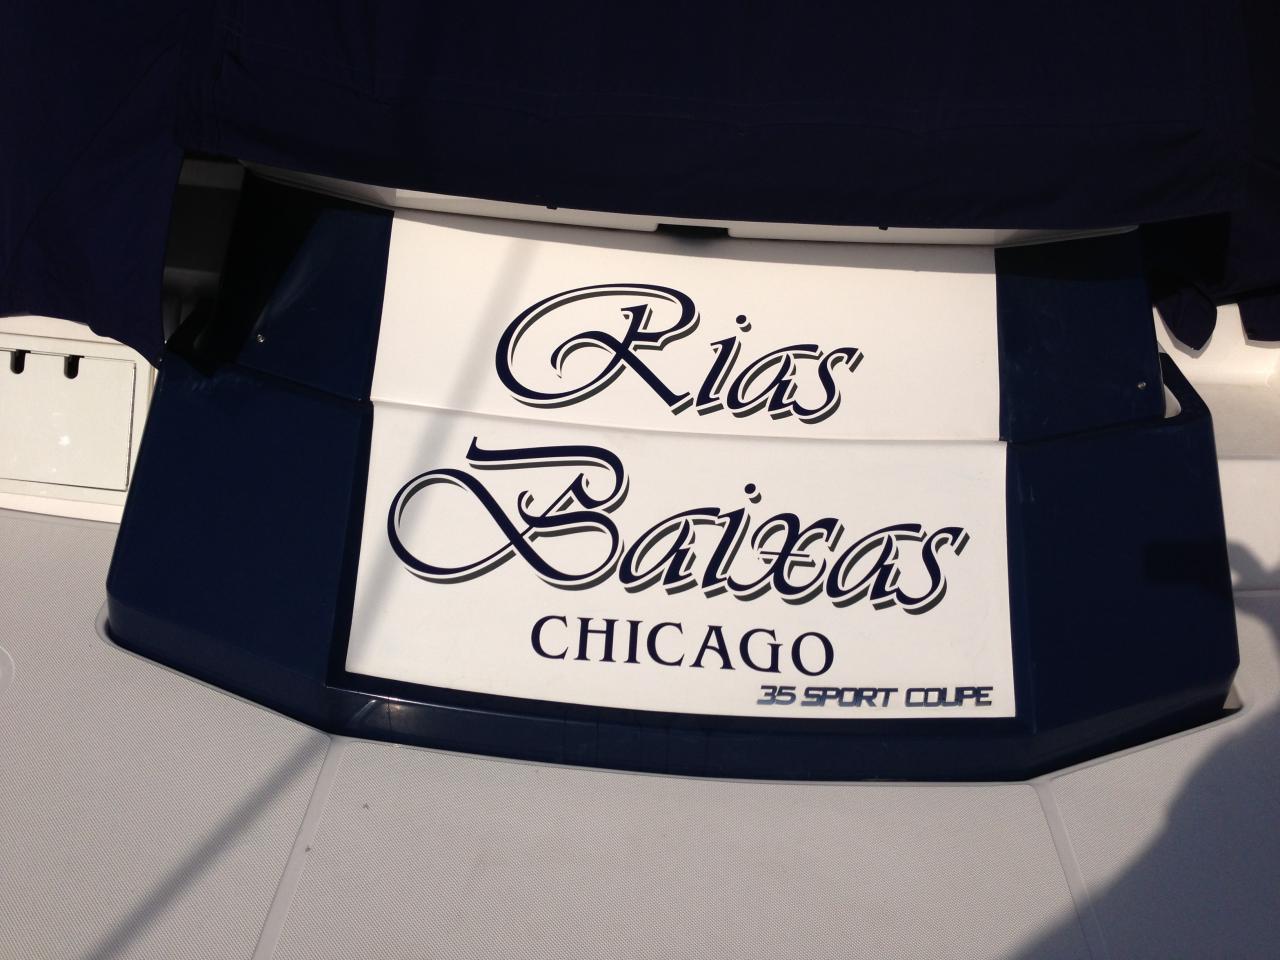 Rias
Baixas
CHICAGO
35 SPORT COUPE